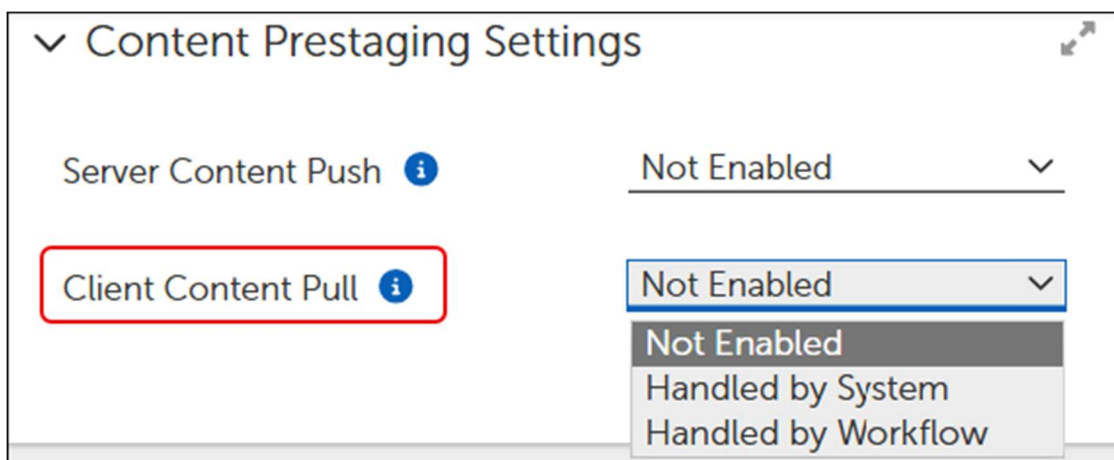 Content Prestaging Settings
Server Content Push i Not Enabled
Client Content Pull i Not Enabled
Not Enabled
Handled by System
Handled by Workflow